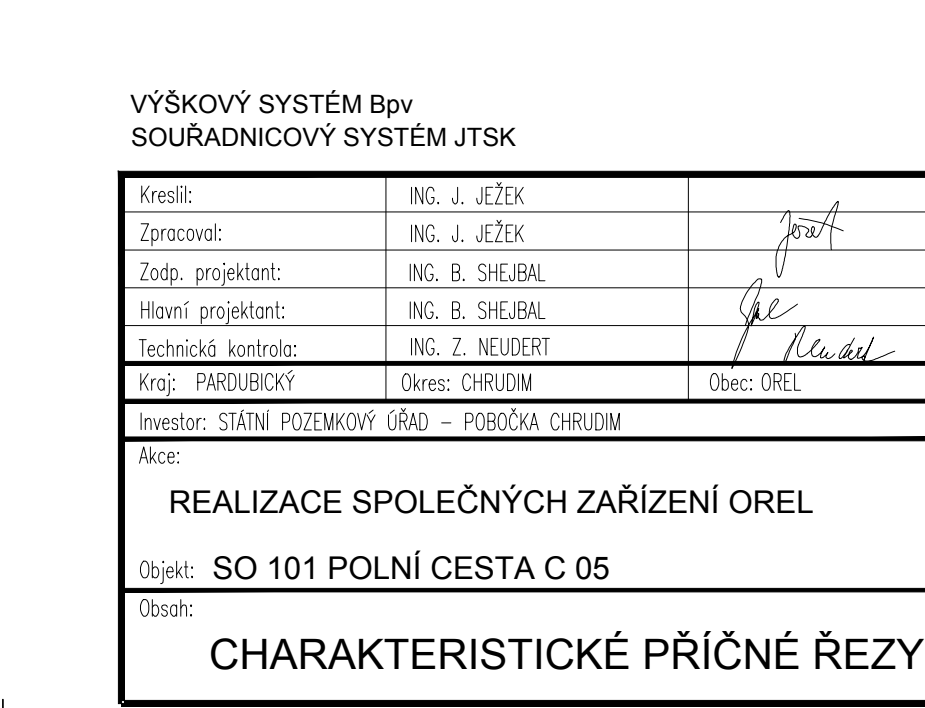 VÝŠKOVÝ SYSTÉM Bpv
SOUŘADNICOVÝ SYSTÉM JTSK
Kreslil: ING. J. JEŽEK
Zpracoval: ING. J. JEŽEK
Zodp. projektant: ING. B. SHEJBAL
Hlavní projektant: ING. B. SHEJBAL
Technická kontrola: ING. Z. NEUDERT Neudert
Kraj: PARDUBICKÝ Okres: CHRUDIM Obec: OREL
Investor: STÁTNÍ POZEMKOVÝ ÚŘAD – POBOČKA CHRUDIM
Akce:
REALIZACE SPOLEČNÝCH ZAŘÍZENÍ OREL
Objekt: SO 101 POLNÍ CESTA C 05
Obsah:
CHARAKTERISTICKÉ PŘÍČNÉ ŘEZY